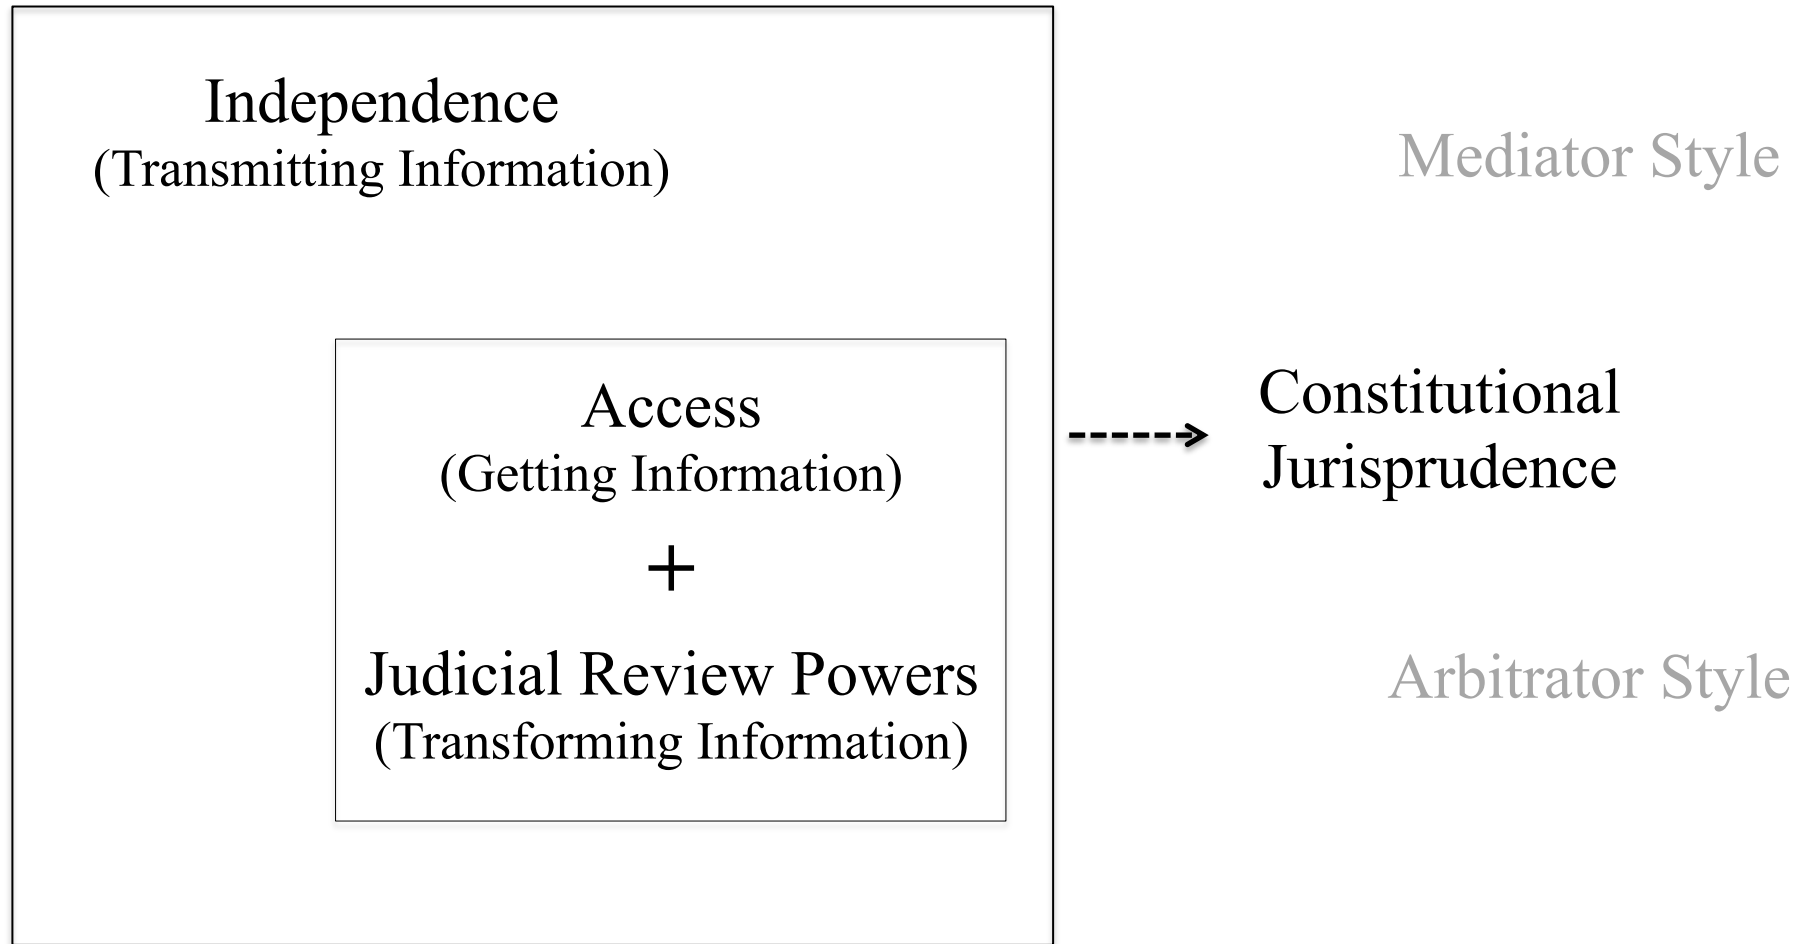 Independence
(Transmitting Information)
Mediator Style
Access
(Getting Information)
+
Judicial Review Powers
(Transforming Information)
Constitutional
Jurisprudence
Arbitrator Style